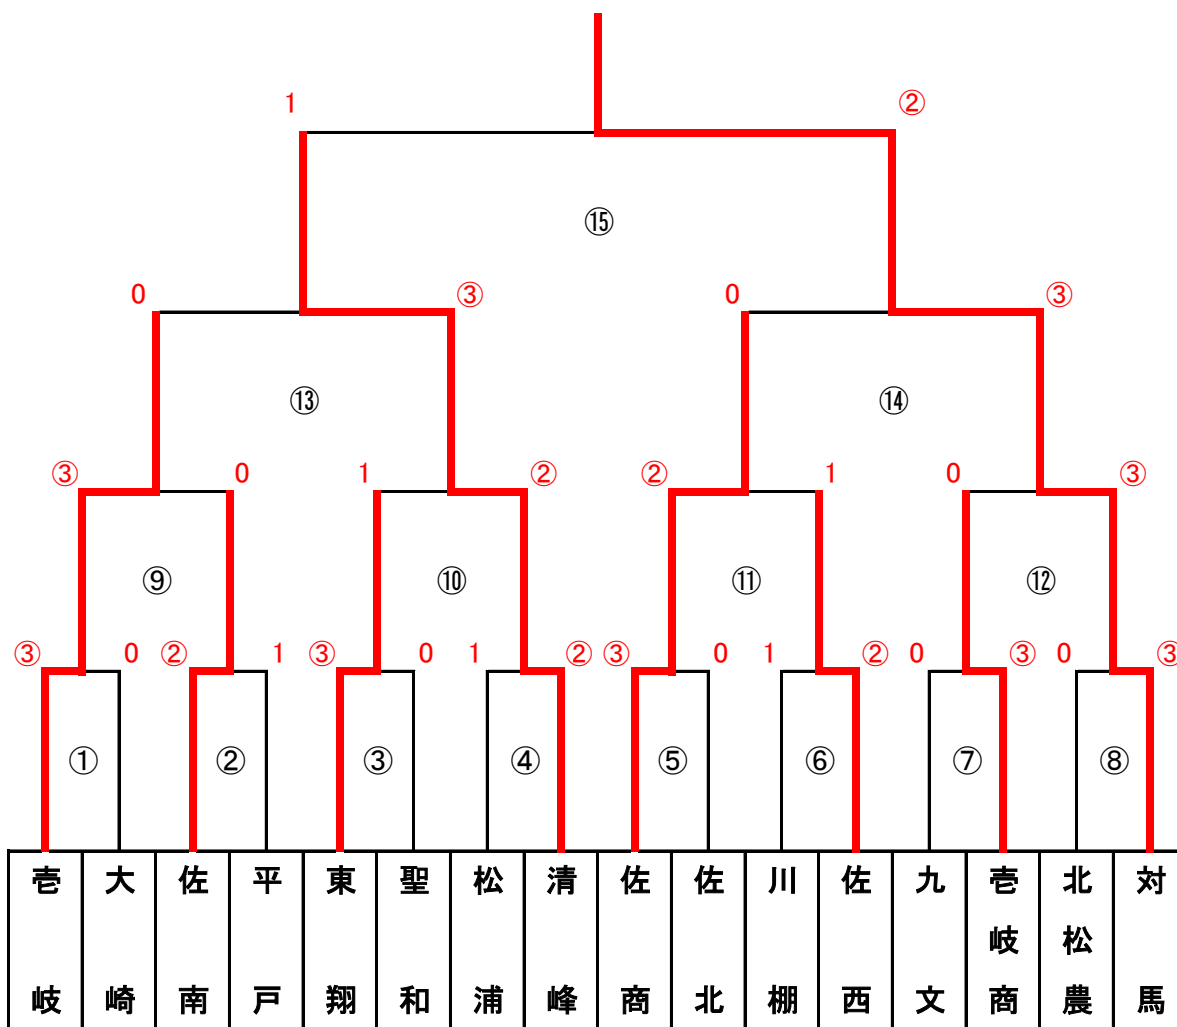 1 ②
⑮
0 ③ 0 ③
⑬ ⑭
③ 0 1 ② ② 1 0 ③
⑨ ⑩ ⑪ ⑫
③ 0 ② 1 ③ 0 1 ② ③ 0 1 ② 0 ③ 0 ③
① ② ③ ④ ⑤ ⑥ ⑦ ⑧
壱岐
大崎
佐南
平戸
東翔
聖和
松浦
清峰
佐商
佐北
川棚
佐西
九文
壱岐商
北松農
対馬